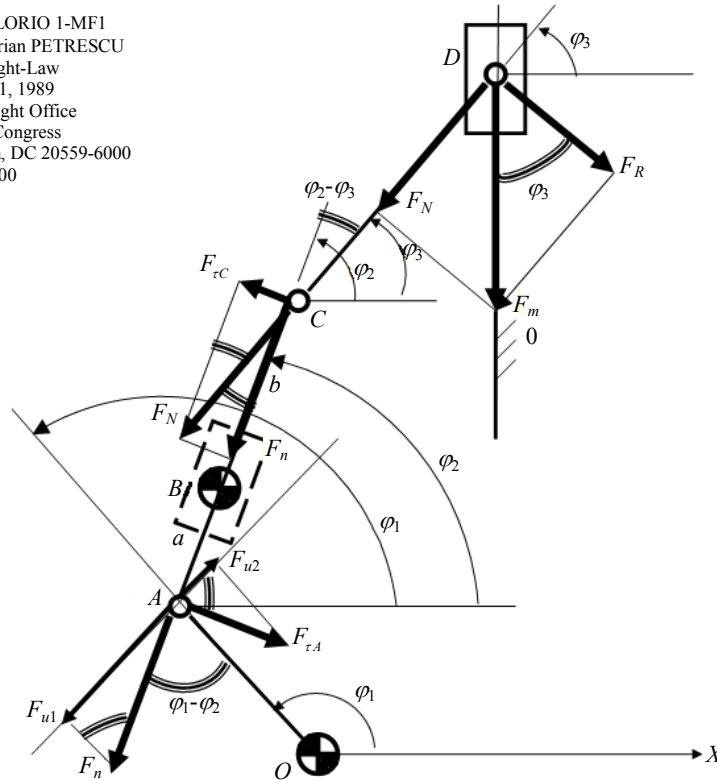 LORIO 1-MF1
rian PETRESCU
ght-Law
1, 1989
ght Office
Congress
, DC 20559-6000
00
D
φ3
FR
φ3
φ2-φ3
FN
φ3
φ2
FτC
C
Fm
0
b
FN
Fn
φ2
B
φ1
a
Fu2
A
FτA
φ1-φ2
φ1
Fu1
Fn
O
X